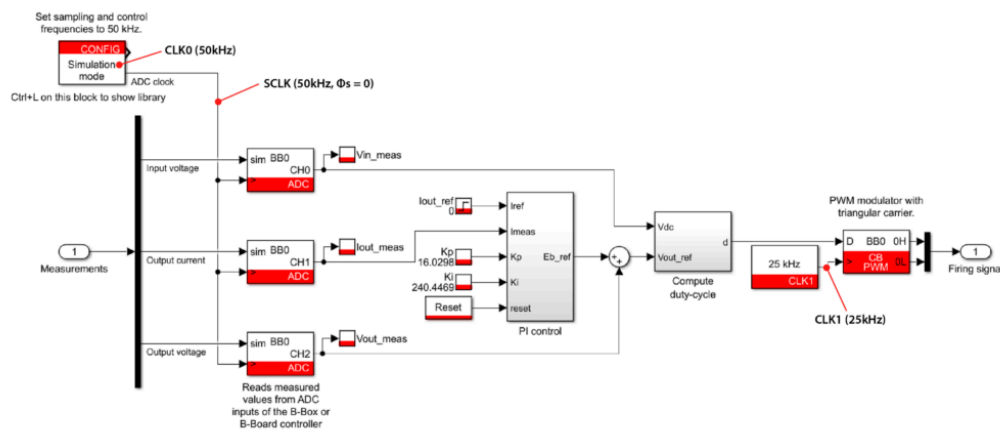 Set sampling and control
frequencies to 50 kHz.
CONFIG
Simulation
mode
CLK0 (50kHz)
ADC clock
SCLK (50kHz, Φs = 0)
Ctrl+L on this block to show library
Input voltage
sim BB0
CH0
>
ADC
Vin_meas
Iout_ref
0
Iref
Imeas
Kp
Ki
reset
Eb_ref
PI control
1
Measurements
Output current
sim BB0
CH1
>
ADC
Iout_meas
Kp
16.0298
Ki
240.4469
Reset
+
+
Vdc
d
Vout_ref
Compute
duty-cycle
PWM modulator with
triangular carrier.
25 kHz
CLK1
D BB0 0H
> CB 0L
PWM
1
Firing signal
CLK1 (25kHz)
Output voltage
sim BB0
CH2
>
ADC
Vout_meas
Reads measured
values from ADC
inputs of the B-Box or
B-Board controller